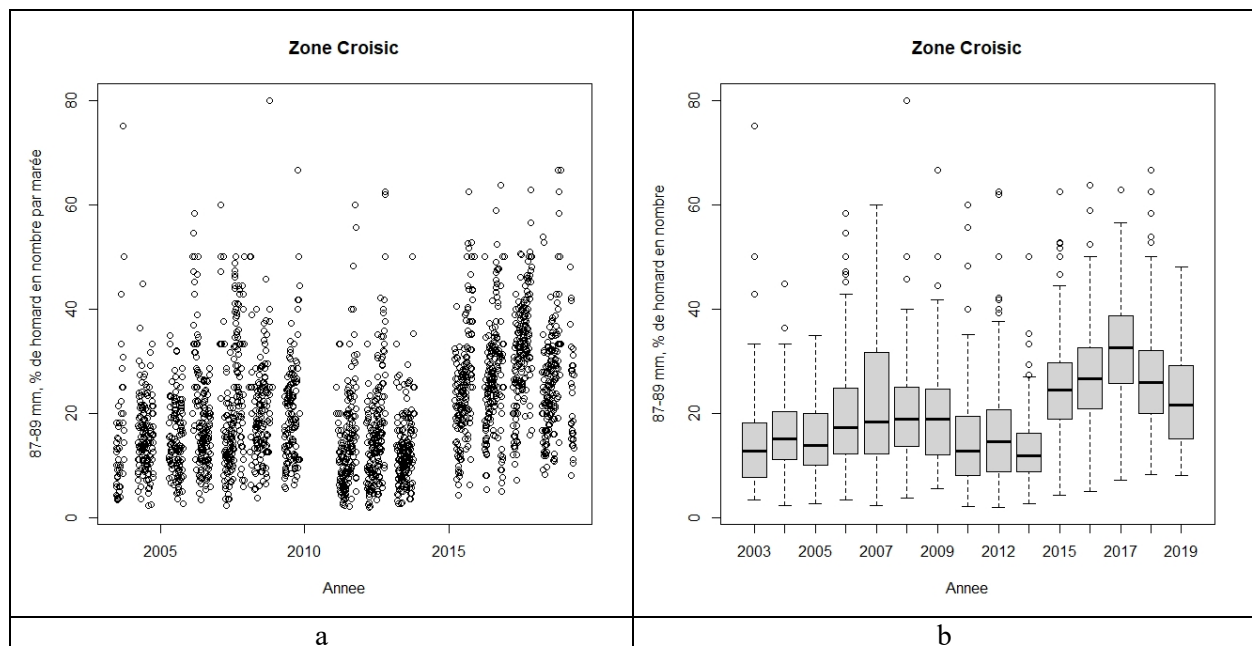 Zone Croisic
87-89 mm, % de homard en nombre par marée
80
60
40
20
0
2005
2010
2015
Annee
a
Zone Croisic
87-89 mm, % de homard en nombre
80
60
40
20
0
2003
2005
2007
2009
2012
2015
2017
2019
Annee
b